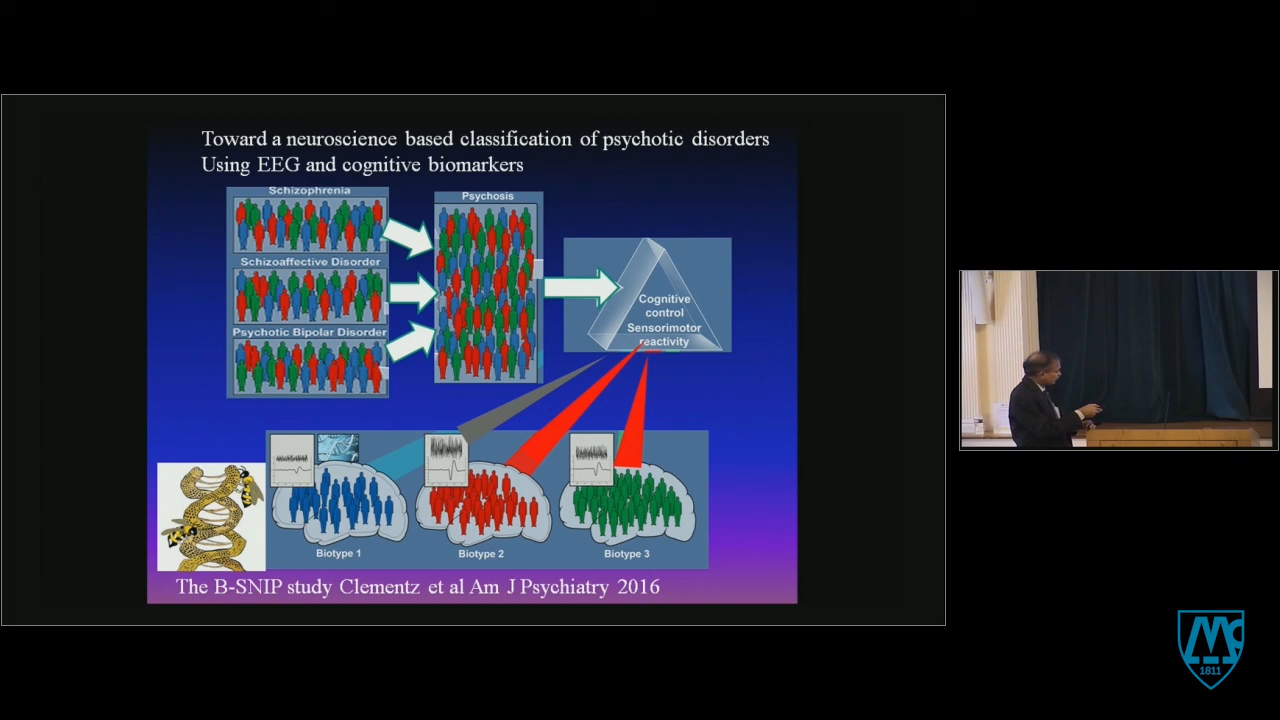 Toward a neuroscience based classification of psychotic disorders
Using EEG and cognitive biomarkers
Schizophrenia
Schizoaffective Disorder
Psychotic Bipolar Disorder
Psychosis
Cognitive
control
Sensorimotor
reactivity
Biotype 1
Biotype 2
Biotype 3
The B-SNIP study Clementz et al Am J Psychiatry 2016
Mc
1811